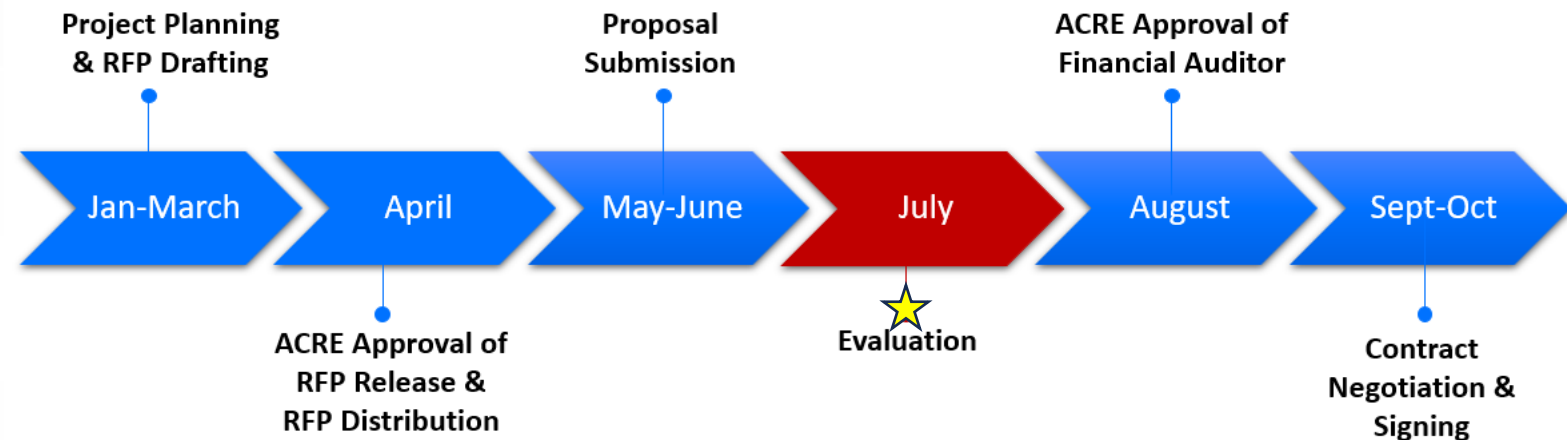 Project Planning
& RFP Drafting
Proposal
Submission
ACRE Approval of
Financial Auditor
Jan-March
April
May-June
July
August
Sept-Oct
ACRE Approval of
RFP Release &
RFP Distribution
Evaluation
Contract
Negotiation &
Signing